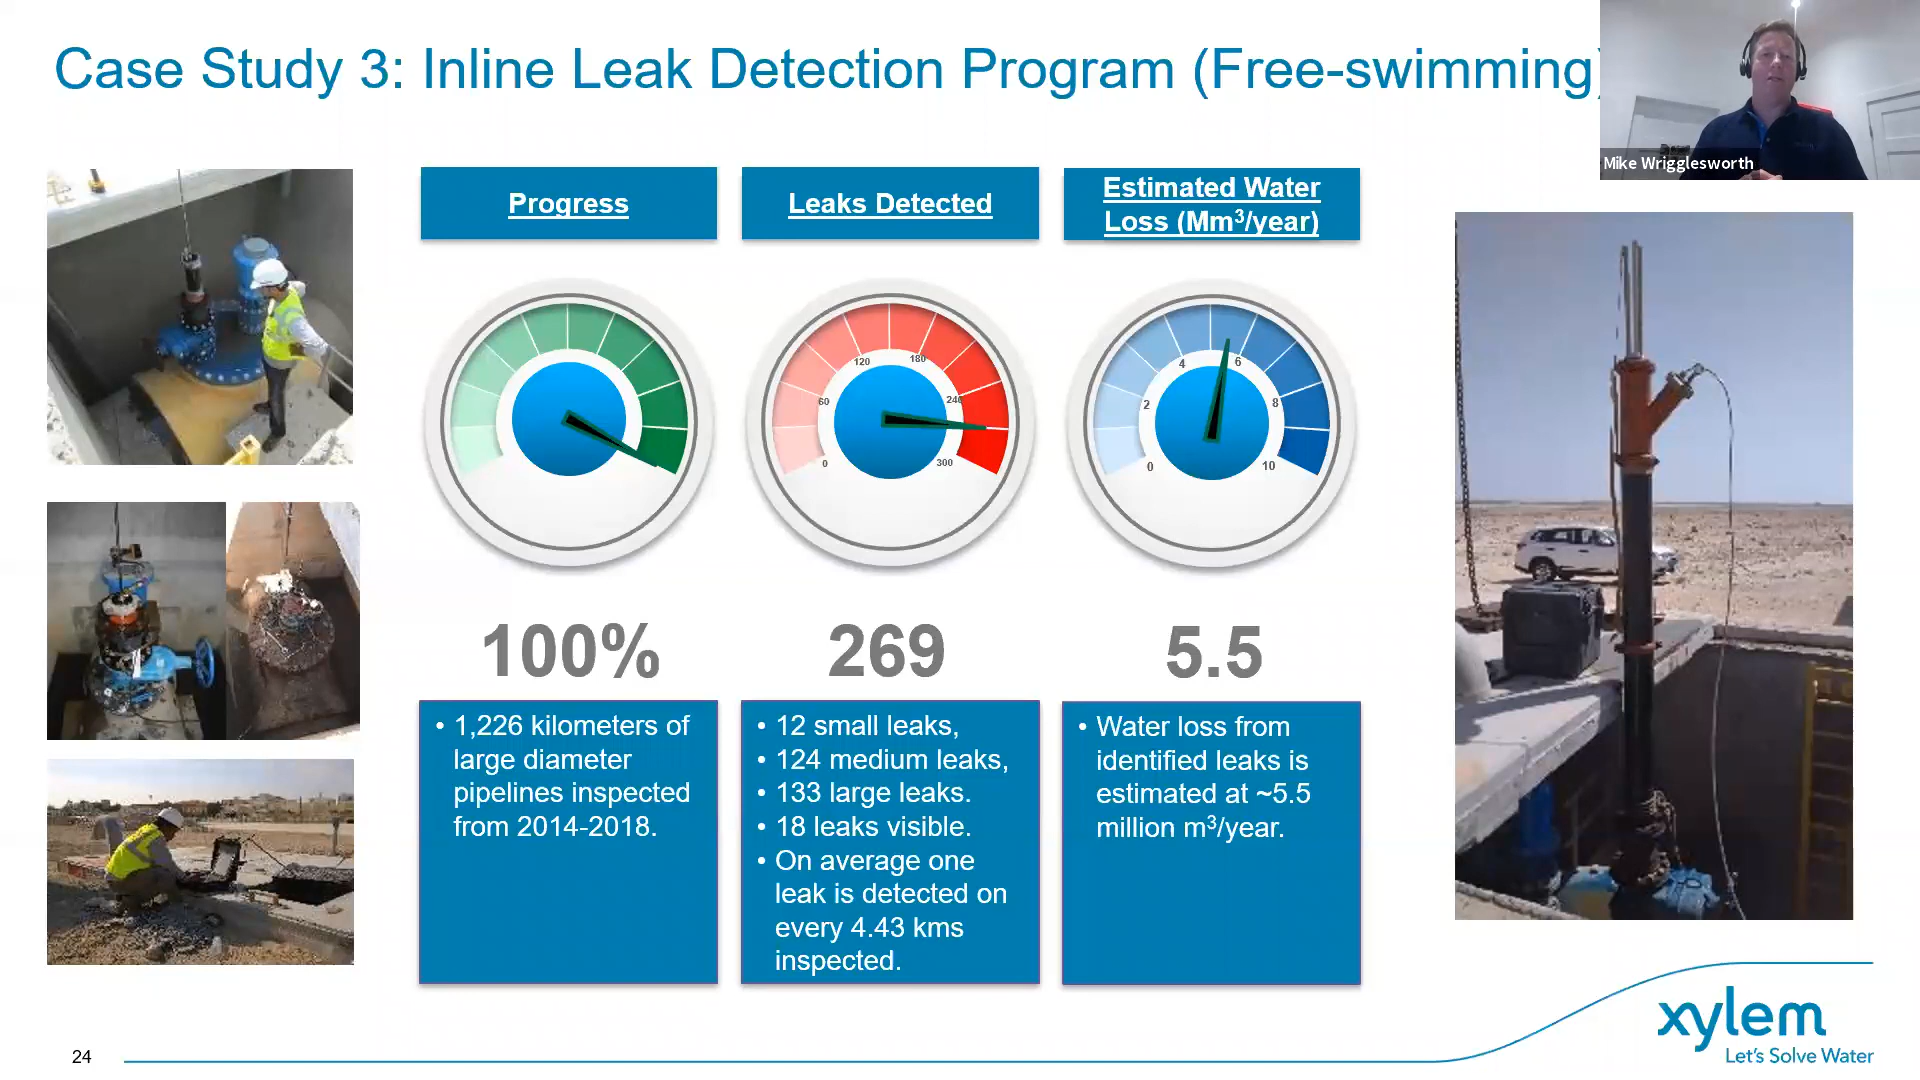 Case Study 3: Inline Leak Detection Program (Free-swimming)
Mike Wrigglesworth
Progress
Leaks Detected
Estimated Water
Loss (Mm³/year)
0
60
120
180
240
300
0
2
4
6
8
10
100%
269
5.5
• 1,226 kilometers of
large diameter
pipelines inspected
from 2014-2018.
• 12 small leaks,
• 124 medium leaks,
• 133 large leaks.
• 18 leaks visible.
• On average one
leak is detected on
every 4.43 kms
inspected.
• Water loss from
identified leaks is
estimated at ~5.5
million m³/year.
xylem
Let's Solve Water
24